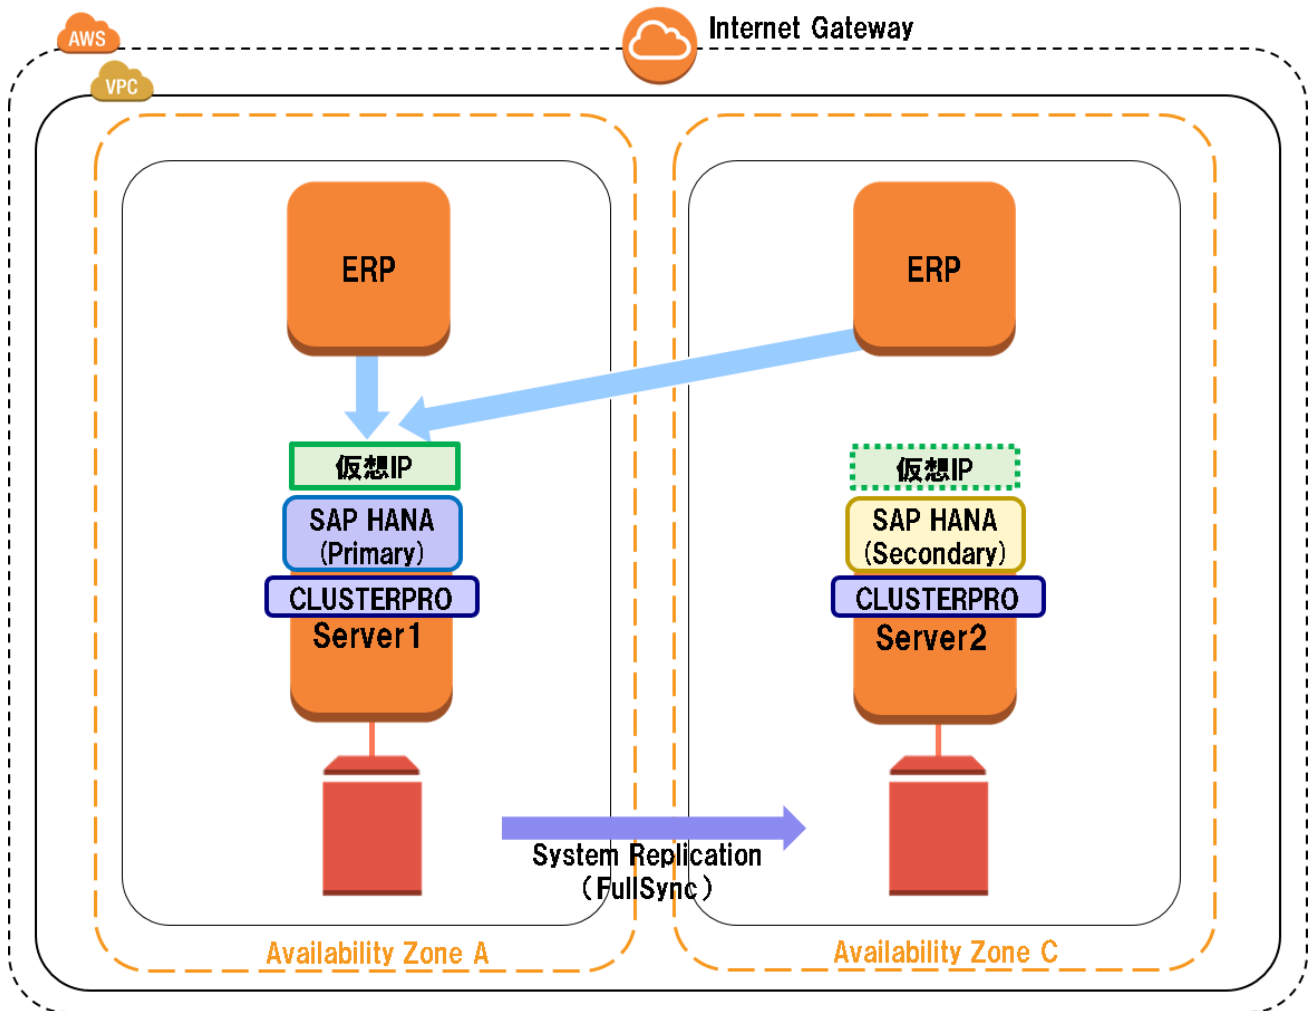 AWS
Internet Gateway
VPC
ERP
ERP
仮想IP
仮想IP
SAP HANA
(Primary)
SAP HANA
(Secondary)
CLUSTERPRO
CLUSTERPRO
Server1
Server2
System Replication
（FullSync）
Availability Zone A
Availability Zone C